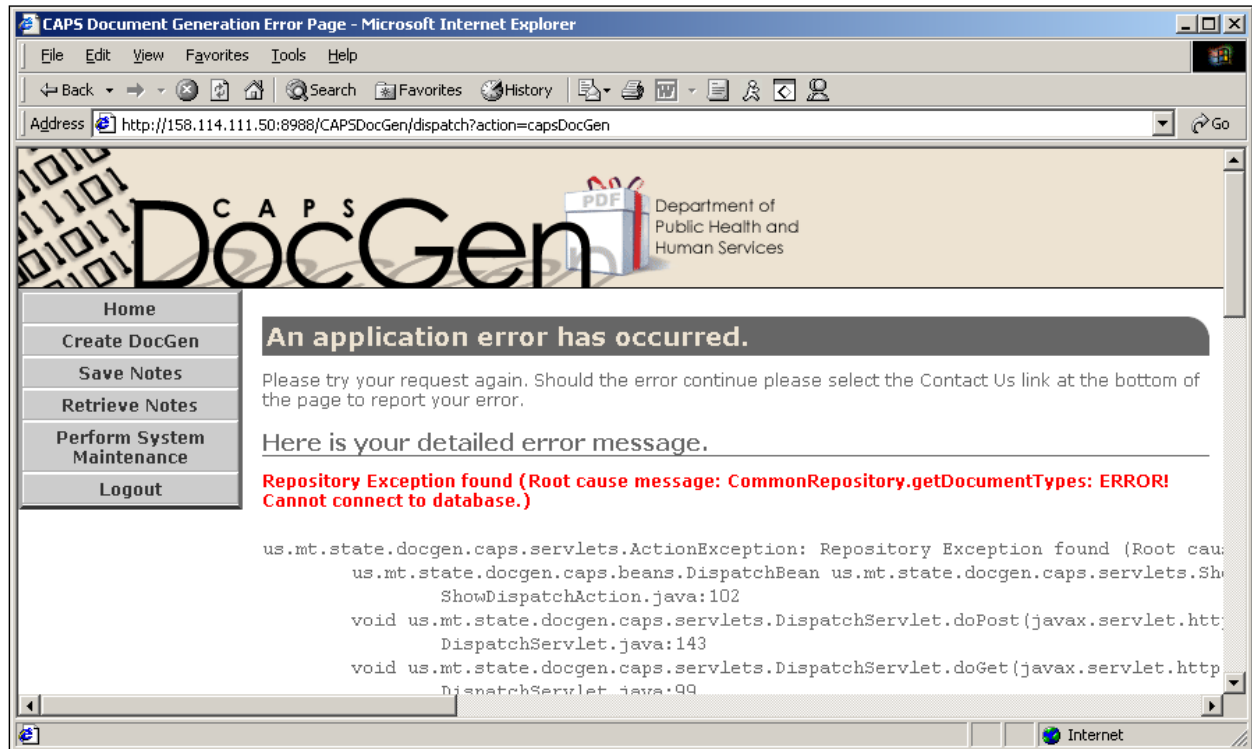 CAPS Document Generation Error Page - Microsoft Internet Explorer
File Edit View Favorites Tools Help
Back Search Favorites History
Address http://158.114.111.50:8988/CAPSDocGen/dispatch?action=capsDocGen Go
CAPS
DocGen
PDF
Department of
Public Health and
Human Services
Home
Create DocGen
Save Notes
Retrieve Notes
Perform System
Maintenance
Logout
An application error has occurred.
Please try your request again. Should the error continue please select the Contact Us link at the bottom of
the page to report your error.
Here is your detailed error message.
Repository Exception found (Root cause message: CommonRepository.getDocumentTypes: ERROR!
Cannot connect to database.)
us.mt.state.docgen.caps.servlets.ActionException: Repository Exception found (Root cau
us.mt.state.docgen.caps.beans.DispatchBean us.mt.state.docgen.caps.servlets.Sh
ShowDispatchAction.java:102
void us.mt.state.docgen.caps.servlets.DispatchServlet.doPost(javax.servlet.htt
DispatchServlet.java:143
void us.mt.state.docgen.caps.servlets.DispatchServlet.doGet(javax.servlet.http
DispatchServlet.java:99
Internet